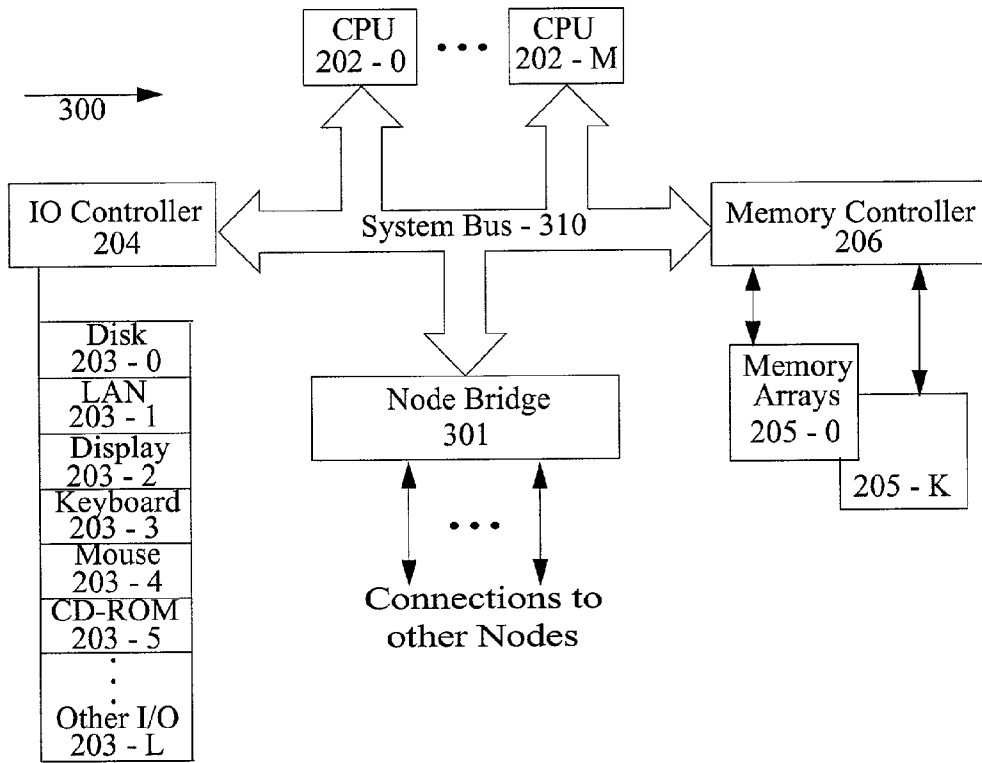 CPU
202 - 0
CPU
202 - M
300
IO Controller
204
System Bus - 310
Memory Controller
206
Disk
203 - 0
LAN
203 - 1
Display
203 - 2
Keyboard
203 - 3
Mouse
203 - 4
CD-ROM
203 - 5
Other I/O
203 - L
Node Bridge
301
Connections to
other Nodes
Memory
Arrays
205 - 0
205 - K